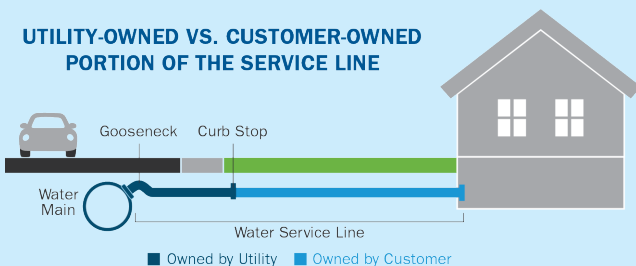 UTILITY-OWNED VS. CUSTOMER-OWNED
PORTION OF THE SERVICE LINE
Gooseneck
Curb Stop
Water
Main
Water Service Line
Owned by Utility
Owned by Customer